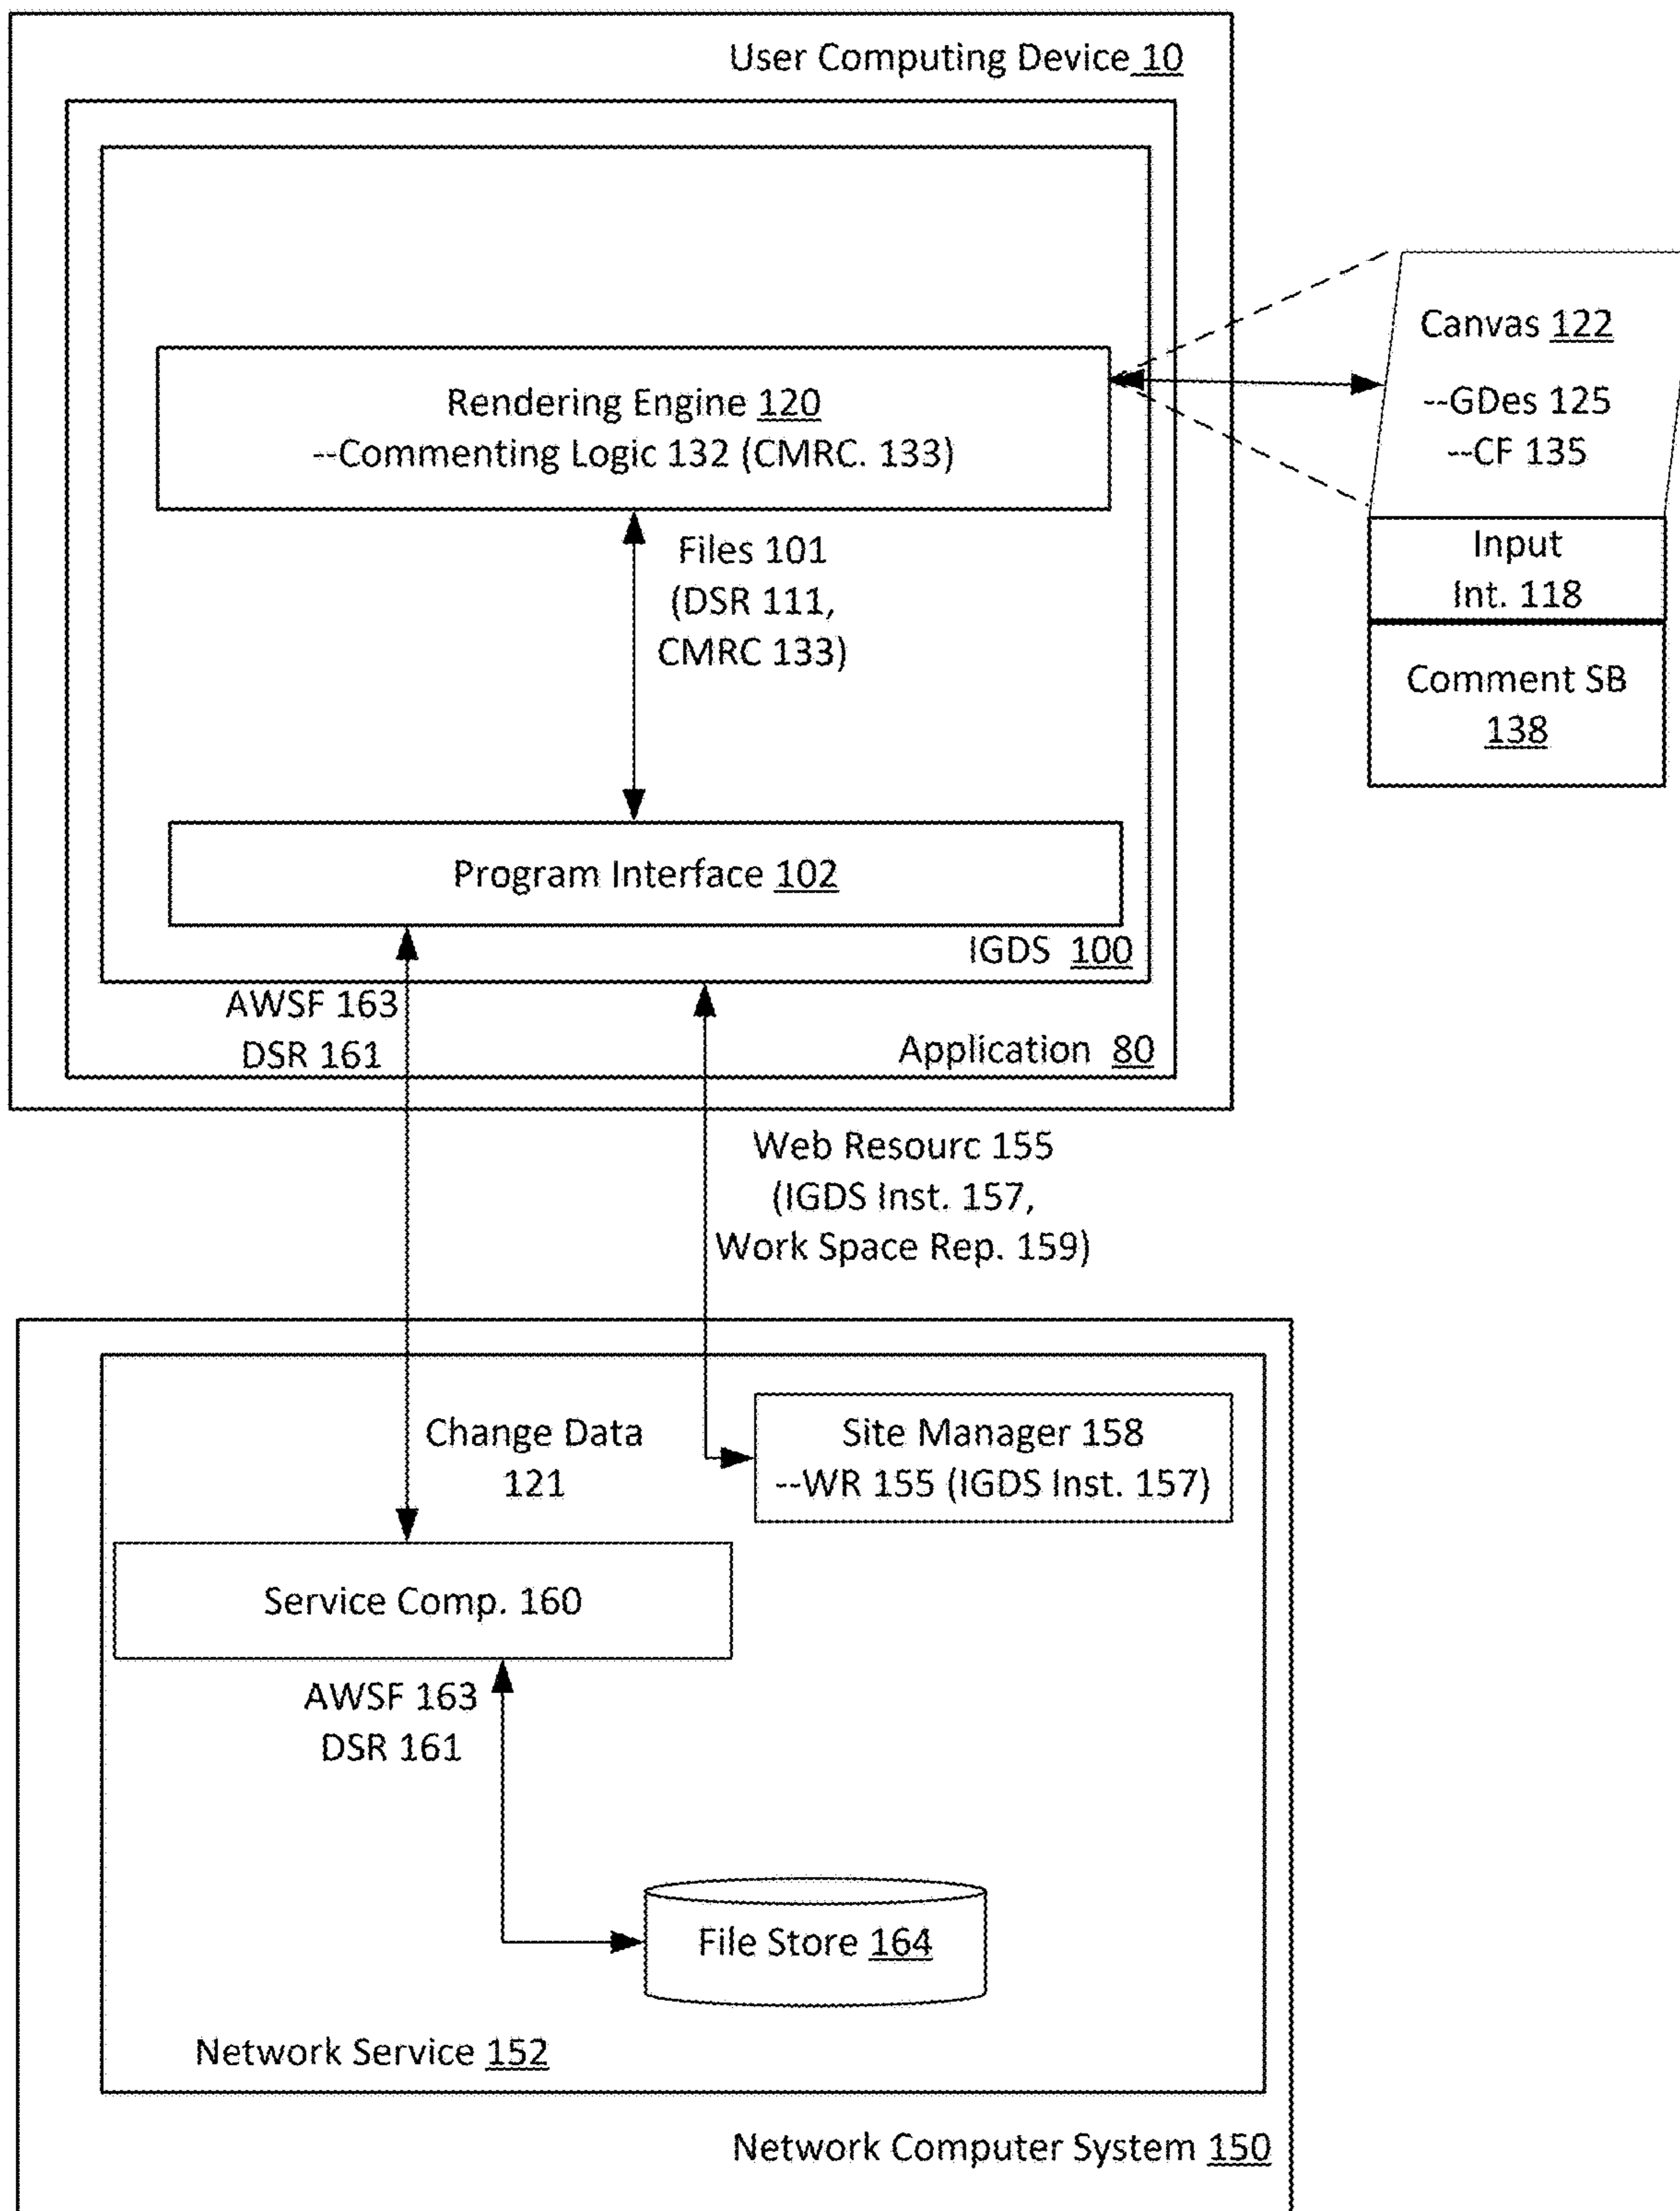 User Computing Device 10
Rendering Engine 120
--Commenting Logic 132 (CMRC. 133)
Canvas 122
--GDes 125
--CF 135
Input
Int. 118
Comment SB
138
Files 101
(DSR 111,
CMRC 133)
Program Interface 102
IGDS 100
AWSF 163
DSR 161
Application 80
Web Resourc 155
(IGDS Inst. 157,
Work Space Rep. 159)
Change Data
121
Site Manager 158
--WR 155 (IGDS Inst. 157)
Service Comp. 160
AWSF 163
DSR 161
File Store 164
Network Service 152
Network Computer System 150